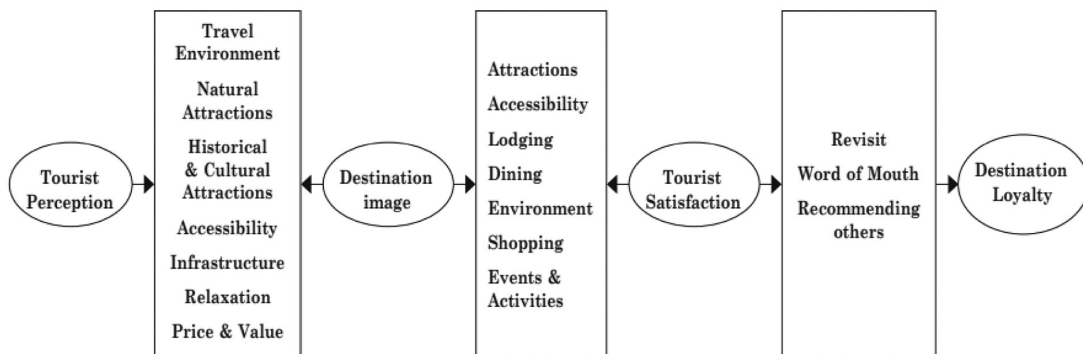 Tourist
Perception
Travel
Environment
Natural
Attractions
Historical
& Cultural
Attractions
Accessibility
Infrastructure
Relaxation
Price & Value
Destination
image
Attractions
Accessibility
Lodging
Dining
Environment
Shopping
Events &
Activities
Tourist
Satisfaction
Revisit
Word of Mouth
Recommending
others
Destination
Loyalty